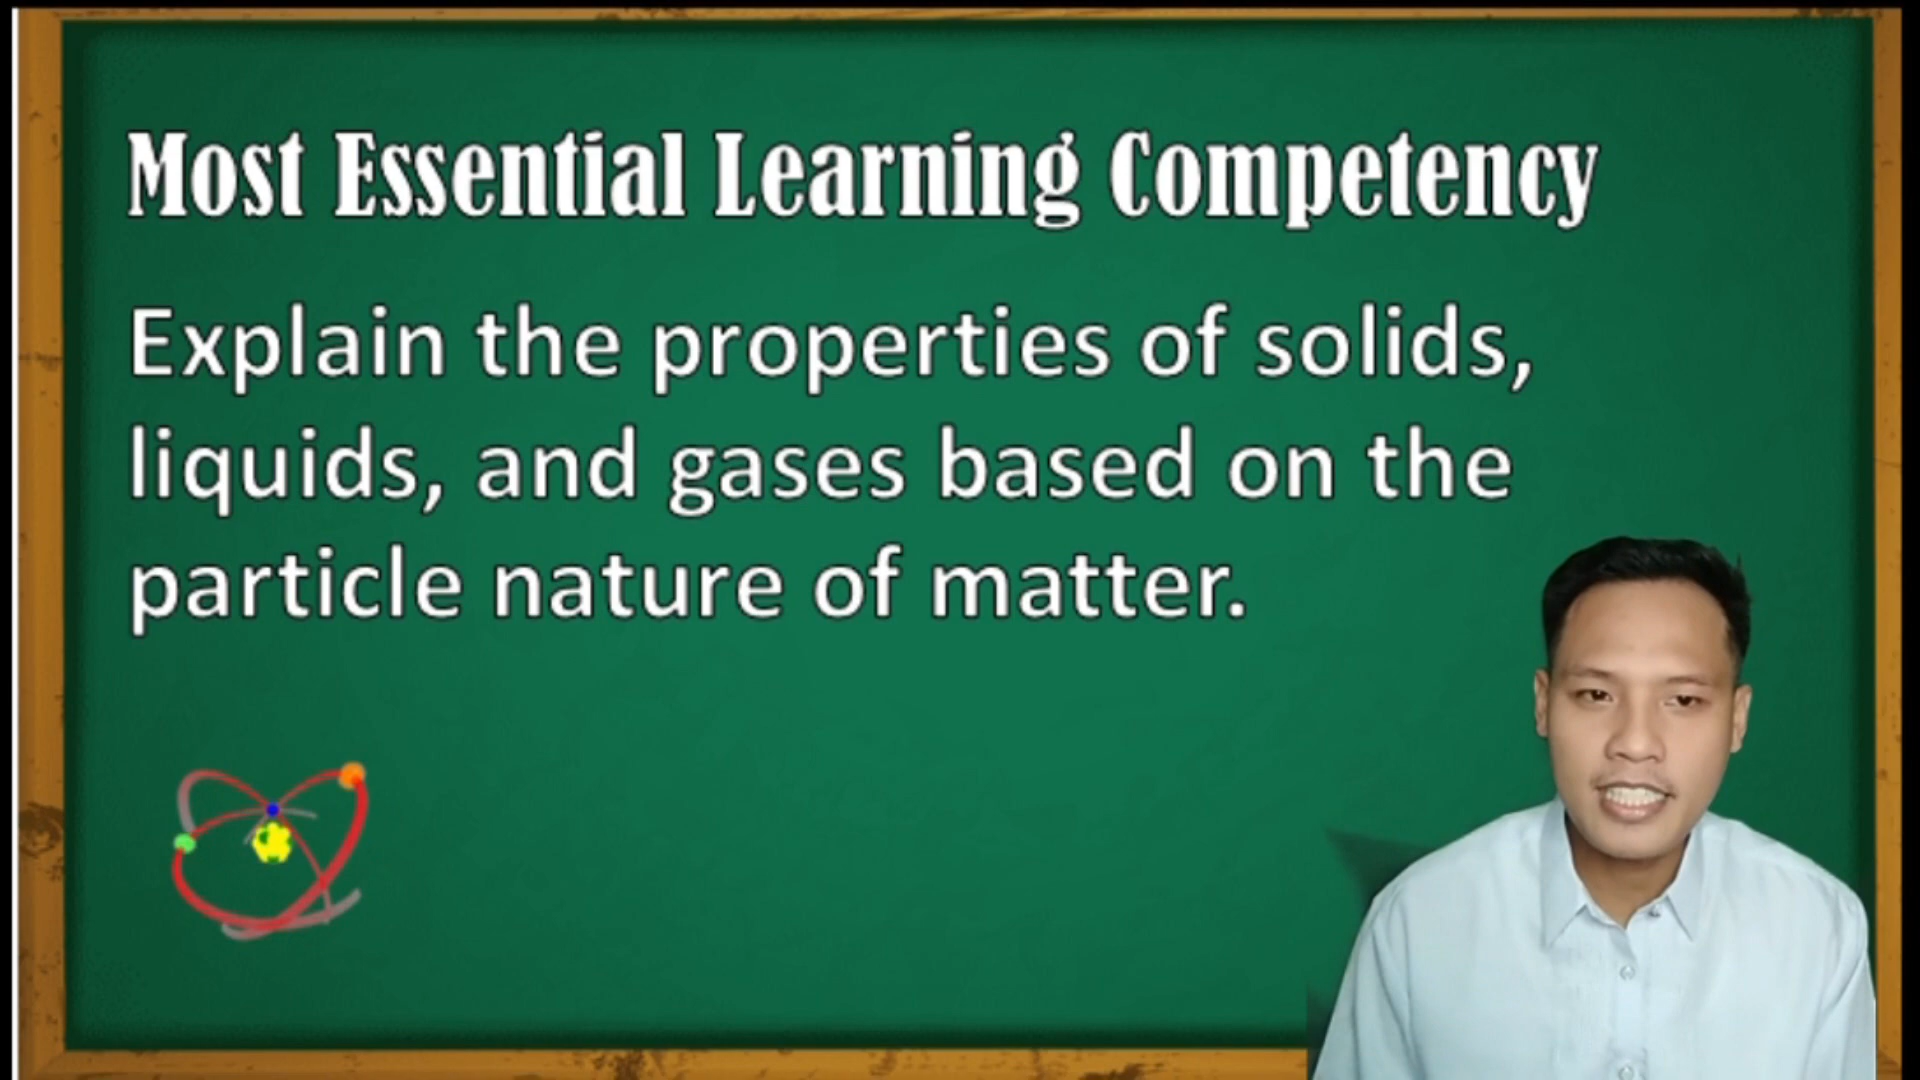 Most Essential Learning Competency
Explain the properties of solids,
liquids, and gases based on the
particle nature of matter.